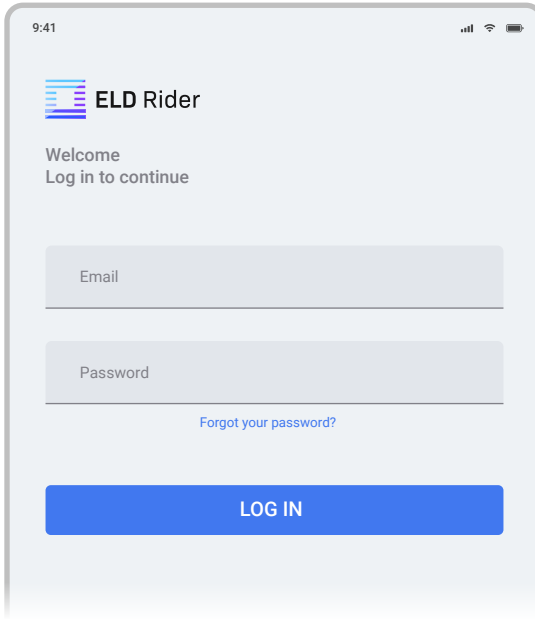 9:41
ELD Rider
Welcome
Log in to continue
Email
Password
Forgot your password?
LOG IN